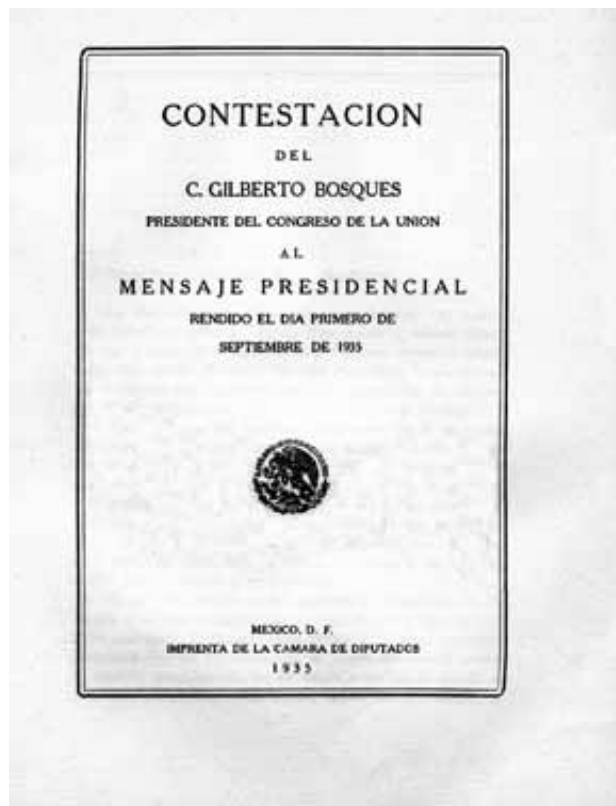 CONTESTACION
DEL
C. GILBERTO BOSQUES
PRESIDENTE DEL CONGRESO DE LA UNION
AL
MENSAJE PRESIDENCIAL
RENDIDO EL DIA PRIMERO DE
SEPTIEMBRE DE 1935
MEXICO, D. F.
IMPRENTA DE LA CAMARA DE DIPUTADOS
1935